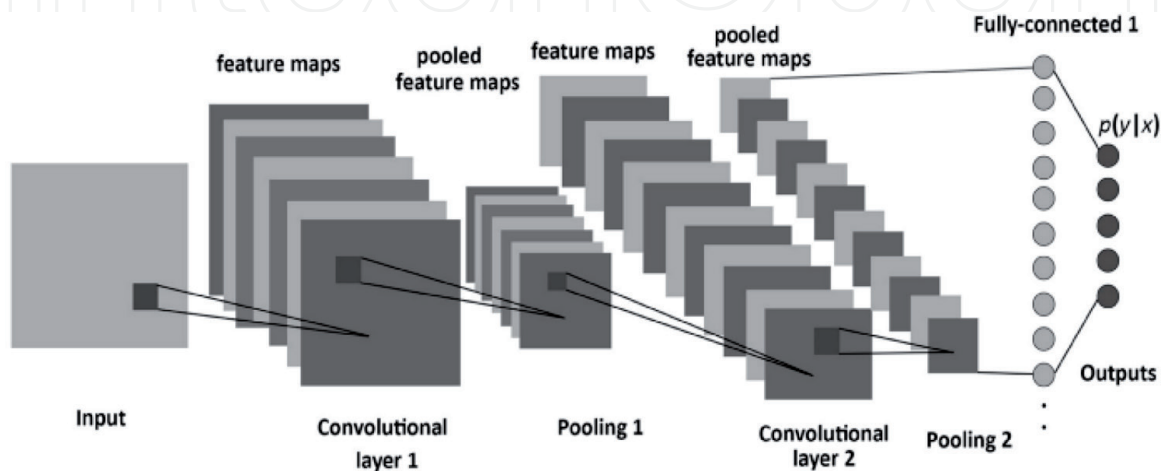 Fully-connected 1
feature maps
pooled
feature maps
feature maps
pooled
feature maps
p(y|x)
Input
Convolutional
layer 1
Pooling 1
Convolutional
layer 2
Pooling 2
Outputs